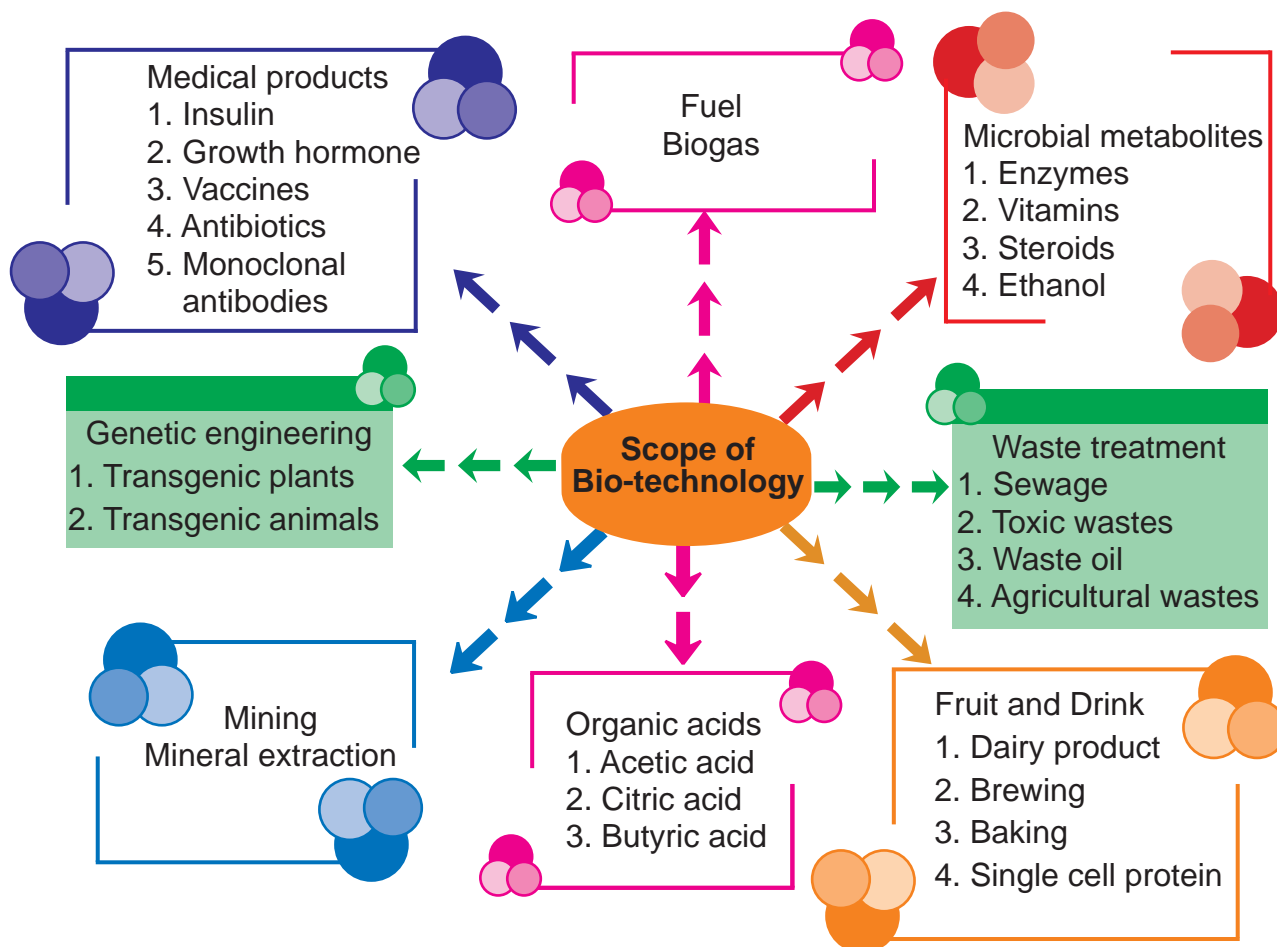 Medical products
1. Insulin
2. Growth hormone
3. Vaccines
4. Antibiotics
5. Monoclonal
antibodies
Fuel
Biogas
Microbial metabolites
1. Enzymes
2. Vitamins
3. Steroids
4. Ethanol
Genetic engineering
1. Transgenic plants
2. Transgenic animals
Scope of
Bio-technology
Waste treatment
1. Sewage
2. Toxic wastes
3. Waste oil
4. Agricultural wastes
Mining
Mineral extraction
Organic acids
1. Acetic acid
2. Citric acid
3. Butyric acid
Fruit and Drink
1. Dairy product
2. Brewing
3. Baking
4. Single cell protein